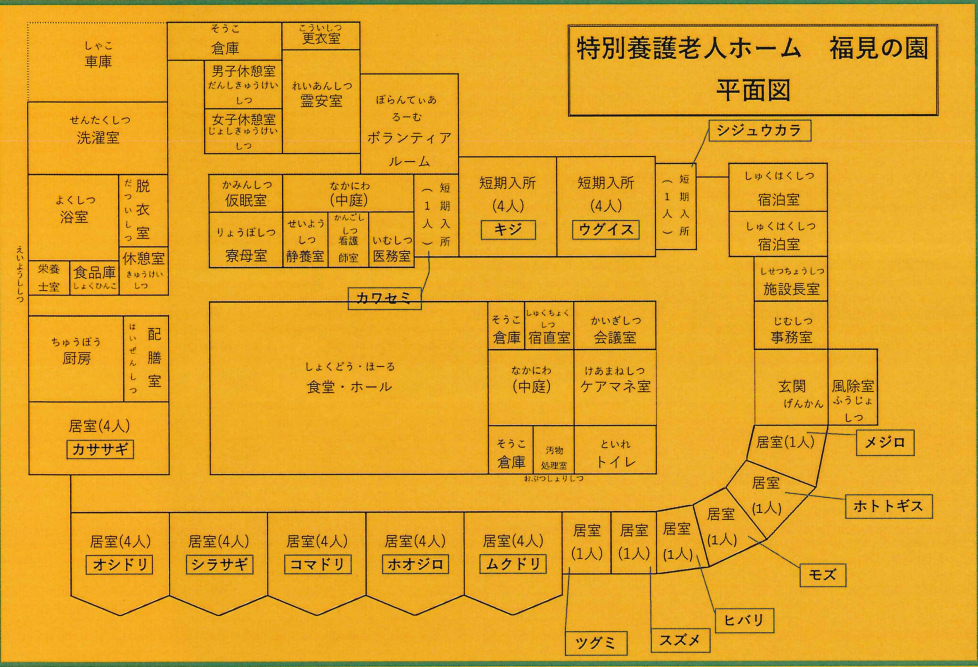 特別養護老人ホーム　福見の園
平面図
しゃこ
車庫
そうこ
倉庫
こういしつ
更衣室
男子休憩室
だんしきゅうけい
しつ
女子休憩室
じょしきゅうけい
しつ
れいあんしつ
霊安室
ぼらんてぃあ
るーむ
ボランティア
ルーム
せんたくしつ
洗濯室
シジュウカラ
よくしつ
浴室
脱衣室
だついしつ
かみんしつ
仮眠室
なかにわ
(中庭)
短期入所
(1人)
短期入所
(4人)
キジ
短期入所
(4人)
ウグイス
短期入所
(1人)
しゅくはくしつ
宿泊室
しゅくはくしつ
宿泊室
りょうぼしつ
寮母室
せいよう
しつ
静養室
かんごし
しつ
看護
師室
いむしつ
医務室
えいようししつ
栄養
士室
食品庫
しょくひんこ
休憩室
きゅうけい
しつ
カワセミ
しせつちょうしつ
施設長室
じむしつ
事務室
ちゅうぼう
厨房
配膳室
はいぜんしつ
しょくどう・ほーる
食堂・ホール
そうこ
倉庫
しゅくちょく
しつ
宿直室
かいぎしつ
会議室
なかにわ
(中庭)
けあまねしつ
ケアマネ室
玄関
げんかん
風除室
ふうじょ
しつ
居室(4人)
カササギ
そうこ
倉庫
汚物
処理室
おぶつしょりしつ
といれ
トイレ
居室(1人)
メジロ
居室
(1人)
ホトトギス
居室
(1人)
モズ
居室(4人)
オシドリ
居室(4人)
シラサギ
居室(4人)
コマドリ
居室(4人)
ホオジロ
居室(4人)
ムクドリ
居室
(1人)
居室
(1人)
居室
(1人)
ツグミ
スズメ
ヒバリ